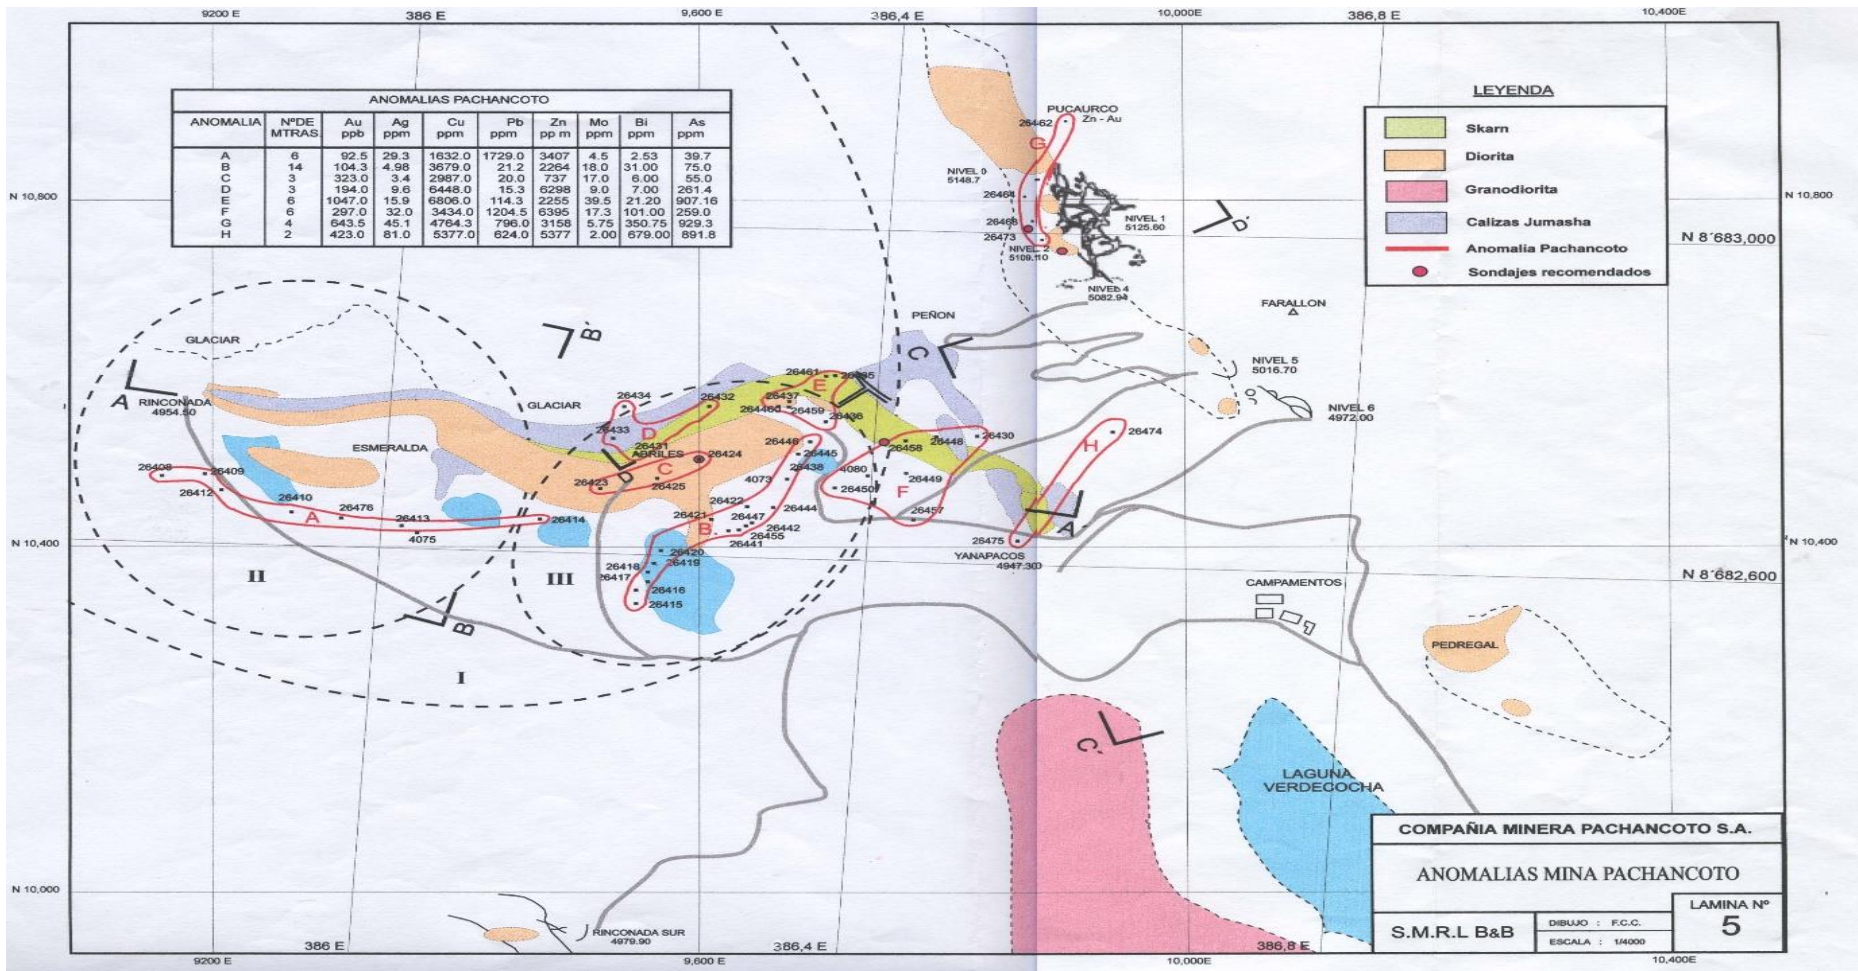 9200 E 386 E 9,600 E 386,4 E 10,000E 386,8 E 10,400E
ANOMALIAS PACHANCOTO
ANOMALIA NºDE MTRAS. Au ppb Ag ppm Cu ppm Pb ppm Zn pp m Mo ppm Bi ppm As ppm
A 6 92.5 29.3 1632.0 1729.0 3407 4.5 2.53 39.7
B 14 104.3 4.98 3679.0 21.2 2264 18.0 31.00 75.0
C 3 323.0 3.4 2987.0 20.0 737 17.0 6.00 55.0
D 3 194.0 9.6 6448.0 15.3 6298 9.0 7.00 261.4
E 6 1047.0 15.9 6806.0 114.3 2255 39.5 21.20 907.16
F 6 297.0 32.0 3434.0 1204.5 6395 17.3 101.00 259.0
G 4 643.5 45.1 4764.3 796.0 3158 5.75 350.75 929.3
H 2 423.0 81.0 5377.0 624.0 5377 2.00 679.00 891.8
LEYENDA
Skarn
Diorita
Granodiorita
Calizas Jumasha
Anomalia Pachancoto
Sondajes recomendados
PUCAURCO
Zn - Au
26462
G
NIVEL 0
5148.7
26464
26468
26473
NIVEL 1
5125.60
NIVEL 2
5109.110
NIVEL 4
5082.91
D'
N 10,800
N 10,800
N 8´683,000
FARALLON
PEÑON
C
GLACIAR
B'
NIVEL 5
5016.70
NIVEL 6
4972.00
A
RINCONADA
4954.50
GLACIAR
26434
26432
26461
26435
E
26437
264460
26459
26436
26433
D
26431
ABRILES
ESMERALDA
26446
26445
26438
26458
26448
26430
H
26474
26408
26409
26412
26410
26476
A
26413
4075
26414
26423
D
C
26424
26425
4073
4080
26450
26449
F
26457
26422
26421
B
26447
26444
26442
26455
26441
26420
26419
26418
26417
26416
26415
A'
26475
YANAPACOS
4947.300
N 10,400
N 10,400
N 8´682,600
II
III
B
I
CAMPAMENTOS
PEDREGAL
C'
LAGUNA
VERDECOCHA
N 10,000
RINCONADA SUR
4979.90
COMPAÑIA MINERA PACHANCOTO S.A.
ANOMALIAS MINA PACHANCOTO
S.M.R.L B&B
DIBUJO : F.C.C.
ESCALA : 1/4000
LAMINA Nº
5
386 E 386,4 E 386,8 E
9200 E 9,600 E 10,000E 10,400E